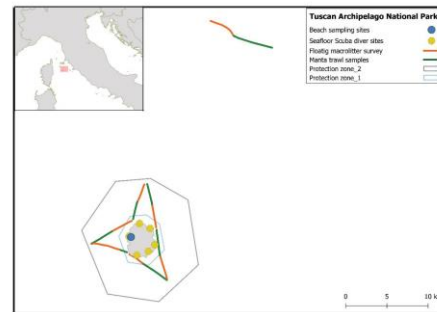 Tuscan Archipelago National Park
Beach sampling sites
Seafloor Scuba diver sites
Floatig macrolitter survey
Manta trawl samples
Protection zone_2
Protection zone_1
0 5 10 k